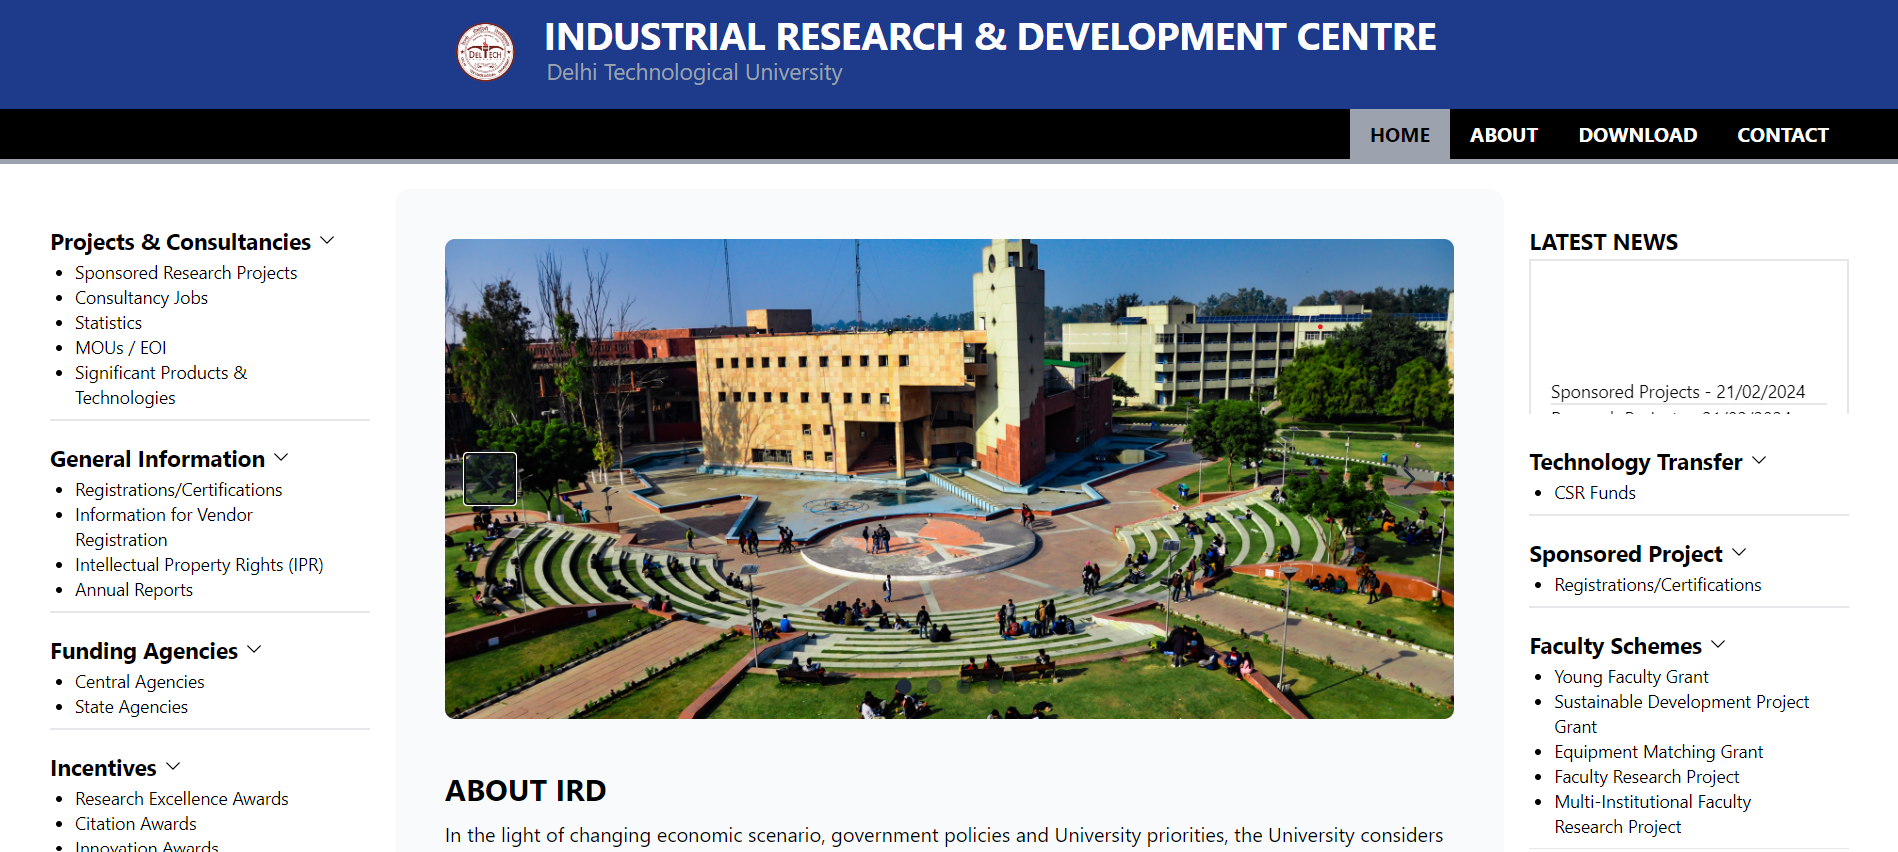 DELTECH
INDUSTRIAL RESEARCH & DEVELOPMENT CENTRE
Delhi Technological University
HOME
ABOUT
DOWNLOAD
CONTACT
Projects & Consultancies
Sponsored Research Projects
Consultancy Jobs
Statistics
MOUs / EOI
Significant Products &
Technologies
General Information
Registrations/Certifications
Information for Vendor
Registration
Intellectual Property Rights (IPR)
Annual Reports
Funding Agencies
Central Agencies
State Agencies
Incentives
Research Excellence Awards
Citation Awards
Innovation Awards
ABOUT IRD
In the light of changing economic scenario, government policies and University priorities, the University considers
LATEST NEWS
Sponsored Projects - 21/02/2024
Technology Transfer
CSR Funds
Sponsored Project
Registrations/Certifications
Faculty Schemes
Young Faculty Grant
Sustainable Development Project
Grant
Equipment Matching Grant
Faculty Research Project
Multi-Institutional Faculty
Research Project